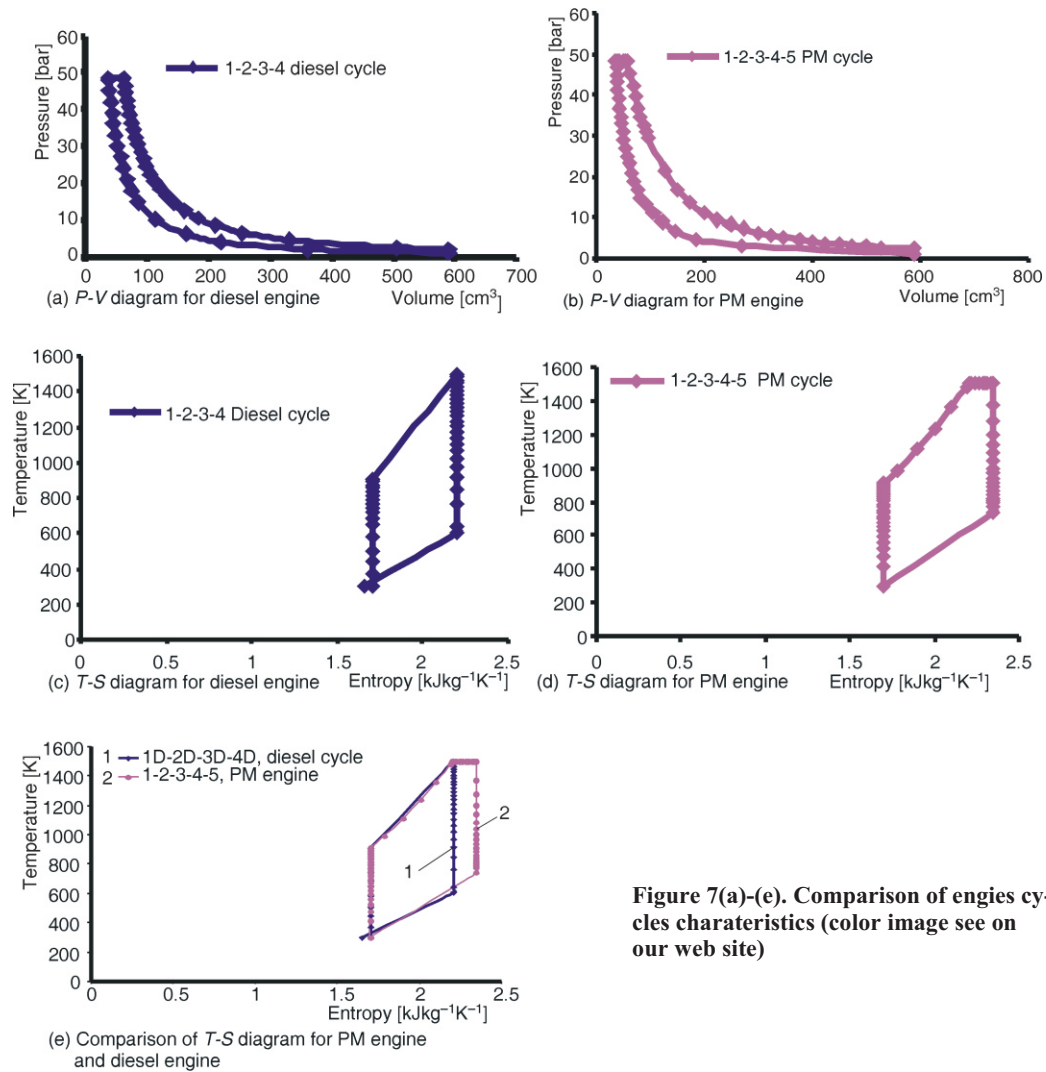 60
50
40
30
20
10
0
Pressure [bar]
1-2-3-4 diesel cycle
0 100 200 300 400 500 600 700
(a) P-V diagram for diesel engine
Volume [cm³]
60
50
40
30
20
10
0
Pressure [bar]
1-2-3-4-5 PM cycle
0 200 400 600 800
(b) P-V diagram for PM engine
Volume [cm³]
1600
1400
1200
1000
800
600
400
200
0
Temperature [K]
1-2-3-4 Diesel cycle
0 0.5 1 1.5 2 2.5
(c) T-S diagram for diesel engine
Entropy [kJkg⁻¹K⁻¹]
1600
1400
1200
1000
800
600
400
200
0
Temperature [K]
1-2-3-4-5 PM cycle
0 0.5 1 1.5 2 2.5
(d) T-S diagram for PM engine
Entropy [kJkg⁻¹K⁻¹]
1600
1400
1200
1000
800
600
400
200
0
Temperature [K]
1 1D-2D-3D-4D, diesel cycle
2 1-2-3-4-5, PM engine
1
2
0 0.5 1 1.5 2 2.5
Entropy [kJkg⁻¹K⁻¹]
(e) Comparison of T-S diagram for PM engine
and diesel engine
Figure 7(a)-(e). Comparison of engies cy-
cles charateristics (color image see on
our web site)